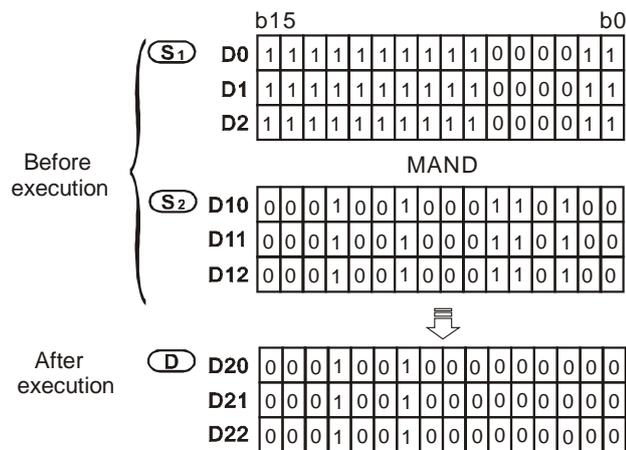 b15 b0
S1 D0 1 1 1 1 1 1 1 1 1 1 0 0 0 0 1 1
D1 1 1 1 1 1 1 1 1 1 1 0 0 0 0 1 1
D2 1 1 1 1 1 1 1 1 1 1 0 0 0 0 1 1
Before
execution
MAND
S2 D10 0 0 0 1 0 0 1 0 0 0 1 1 0 1 0 0
D11 0 0 0 1 0 0 1 0 0 0 1 1 0 1 0 0
D12 0 0 0 1 0 0 1 0 0 0 1 1 0 1 0 0
After
execution
D D20 0 0 0 1 0 0 1 0 0 0 0 0 0 0 0 0
D21 0 0 0 1 0 0 1 0 0 0 0 0 0 0 0 0
D22 0 0 0 1 0 0 1 0 0 0 0 0 0 0 0 0